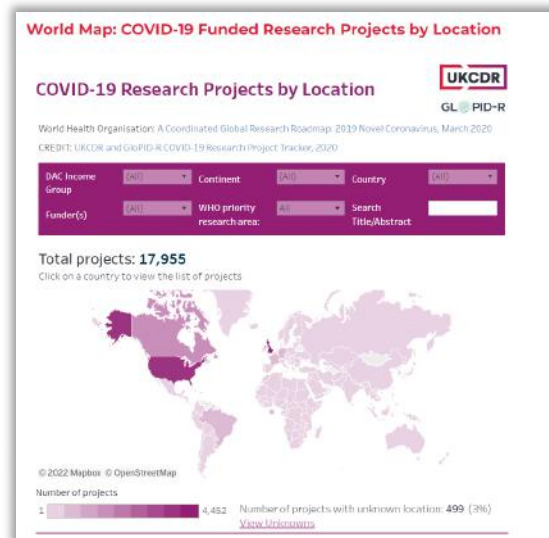 World Map: COVID-19 Funded Research Projects by Location
COVID-19 Research Projects by Location
UKCDR
GLOPID-R
World Health Organisation: A Coordinated Global Research Roadmap: 2019 Novel Coronavirus, March 2020
CREDIT: UKCDR and GloPID-R COVID-19 Research Project Tracker, 2020
DAC Income Group
(All)
Continent
(All)
Country
(All)
Funder(s)
(All)
WHO priority research area:
All
Search Title/Abstract
Total projects: 17,955
Click on a country to view the list of projects
© 2022 Mapbox © OpenStreetMap
Number of projects
1
4,452
Number of projects with unknown location: 499 (3%)
View Unknowns